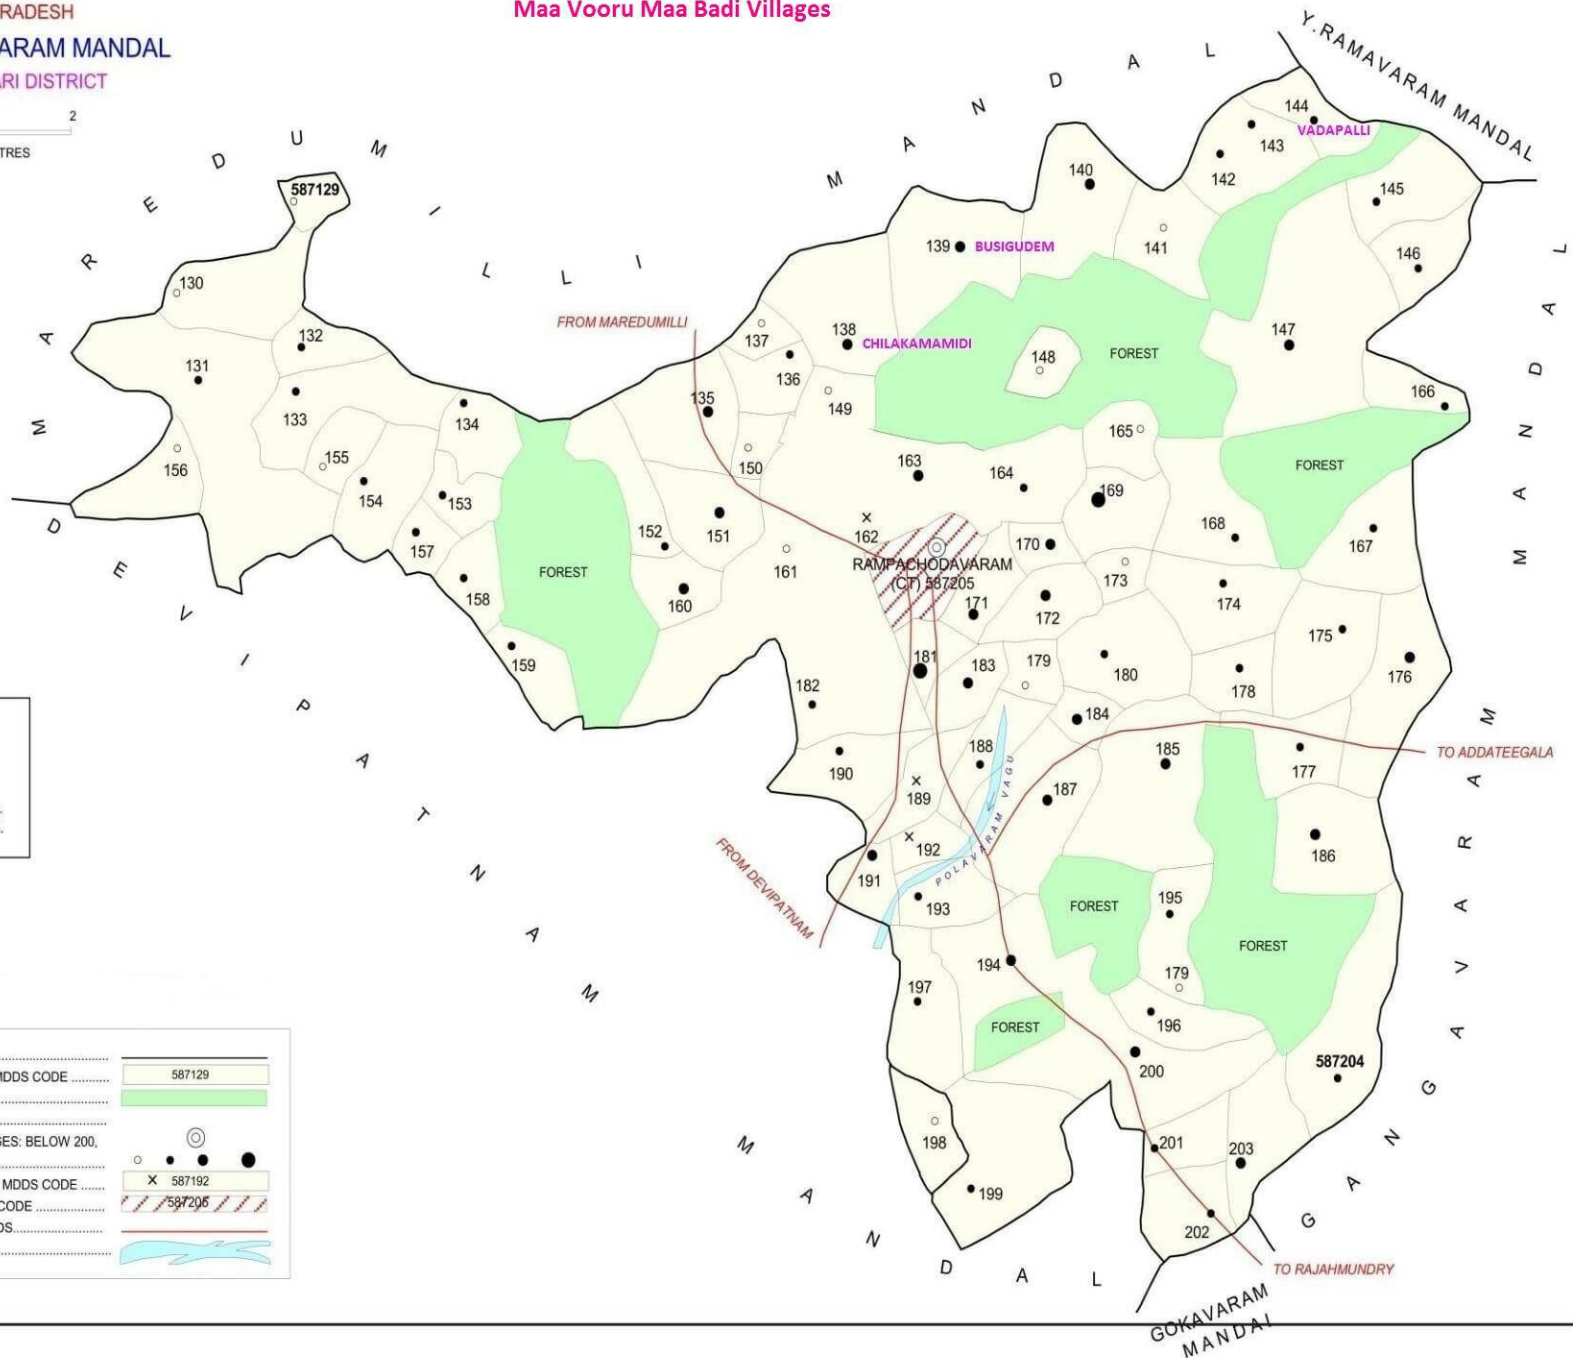 Maa Vooru Maa Badi Villages
RADESH
ARAM MANDAL
RI DISTRICT
2
TRES
Y.RAMAVARAM MANDAL
MAREDUMILLI MANDAL
587129
130
131
132
133
134
156
155
154
153
157
158
159
FOREST
FROM MAREDUMILLI
135
136
137
138
CHILAKAMAMIDI
139
BUSIGUDEM
140
141
142
143
144
VADAPALLI
145
146
147
148
FOREST
149
150
151
152
160
161
162
163
164
165
166
FOREST
167
168
169
170
RAMPACHODAVARAM
(CT) 587205
171
172
173
174
175
176
177
178
179
180
181
182
183
184
185
186
187
188
189
190
191
192
193
POLAVARAM VAGU
TO ADDATEEGALA
FROM DEVIPATNAM
FOREST
195
FOREST
194
179
196
197
FOREST
200
587204
198
199
201
203
202
TO RAJAHMUNDRY
GOKAVARAM
MANDAL
DEVIPATNAM MANDAL
GANGAVARAM MANDAL
MDDS CODE ...........
587129
GES: BELOW 200,
MDDS CODE .......
587192
CODE ..................
587205
DS.......................